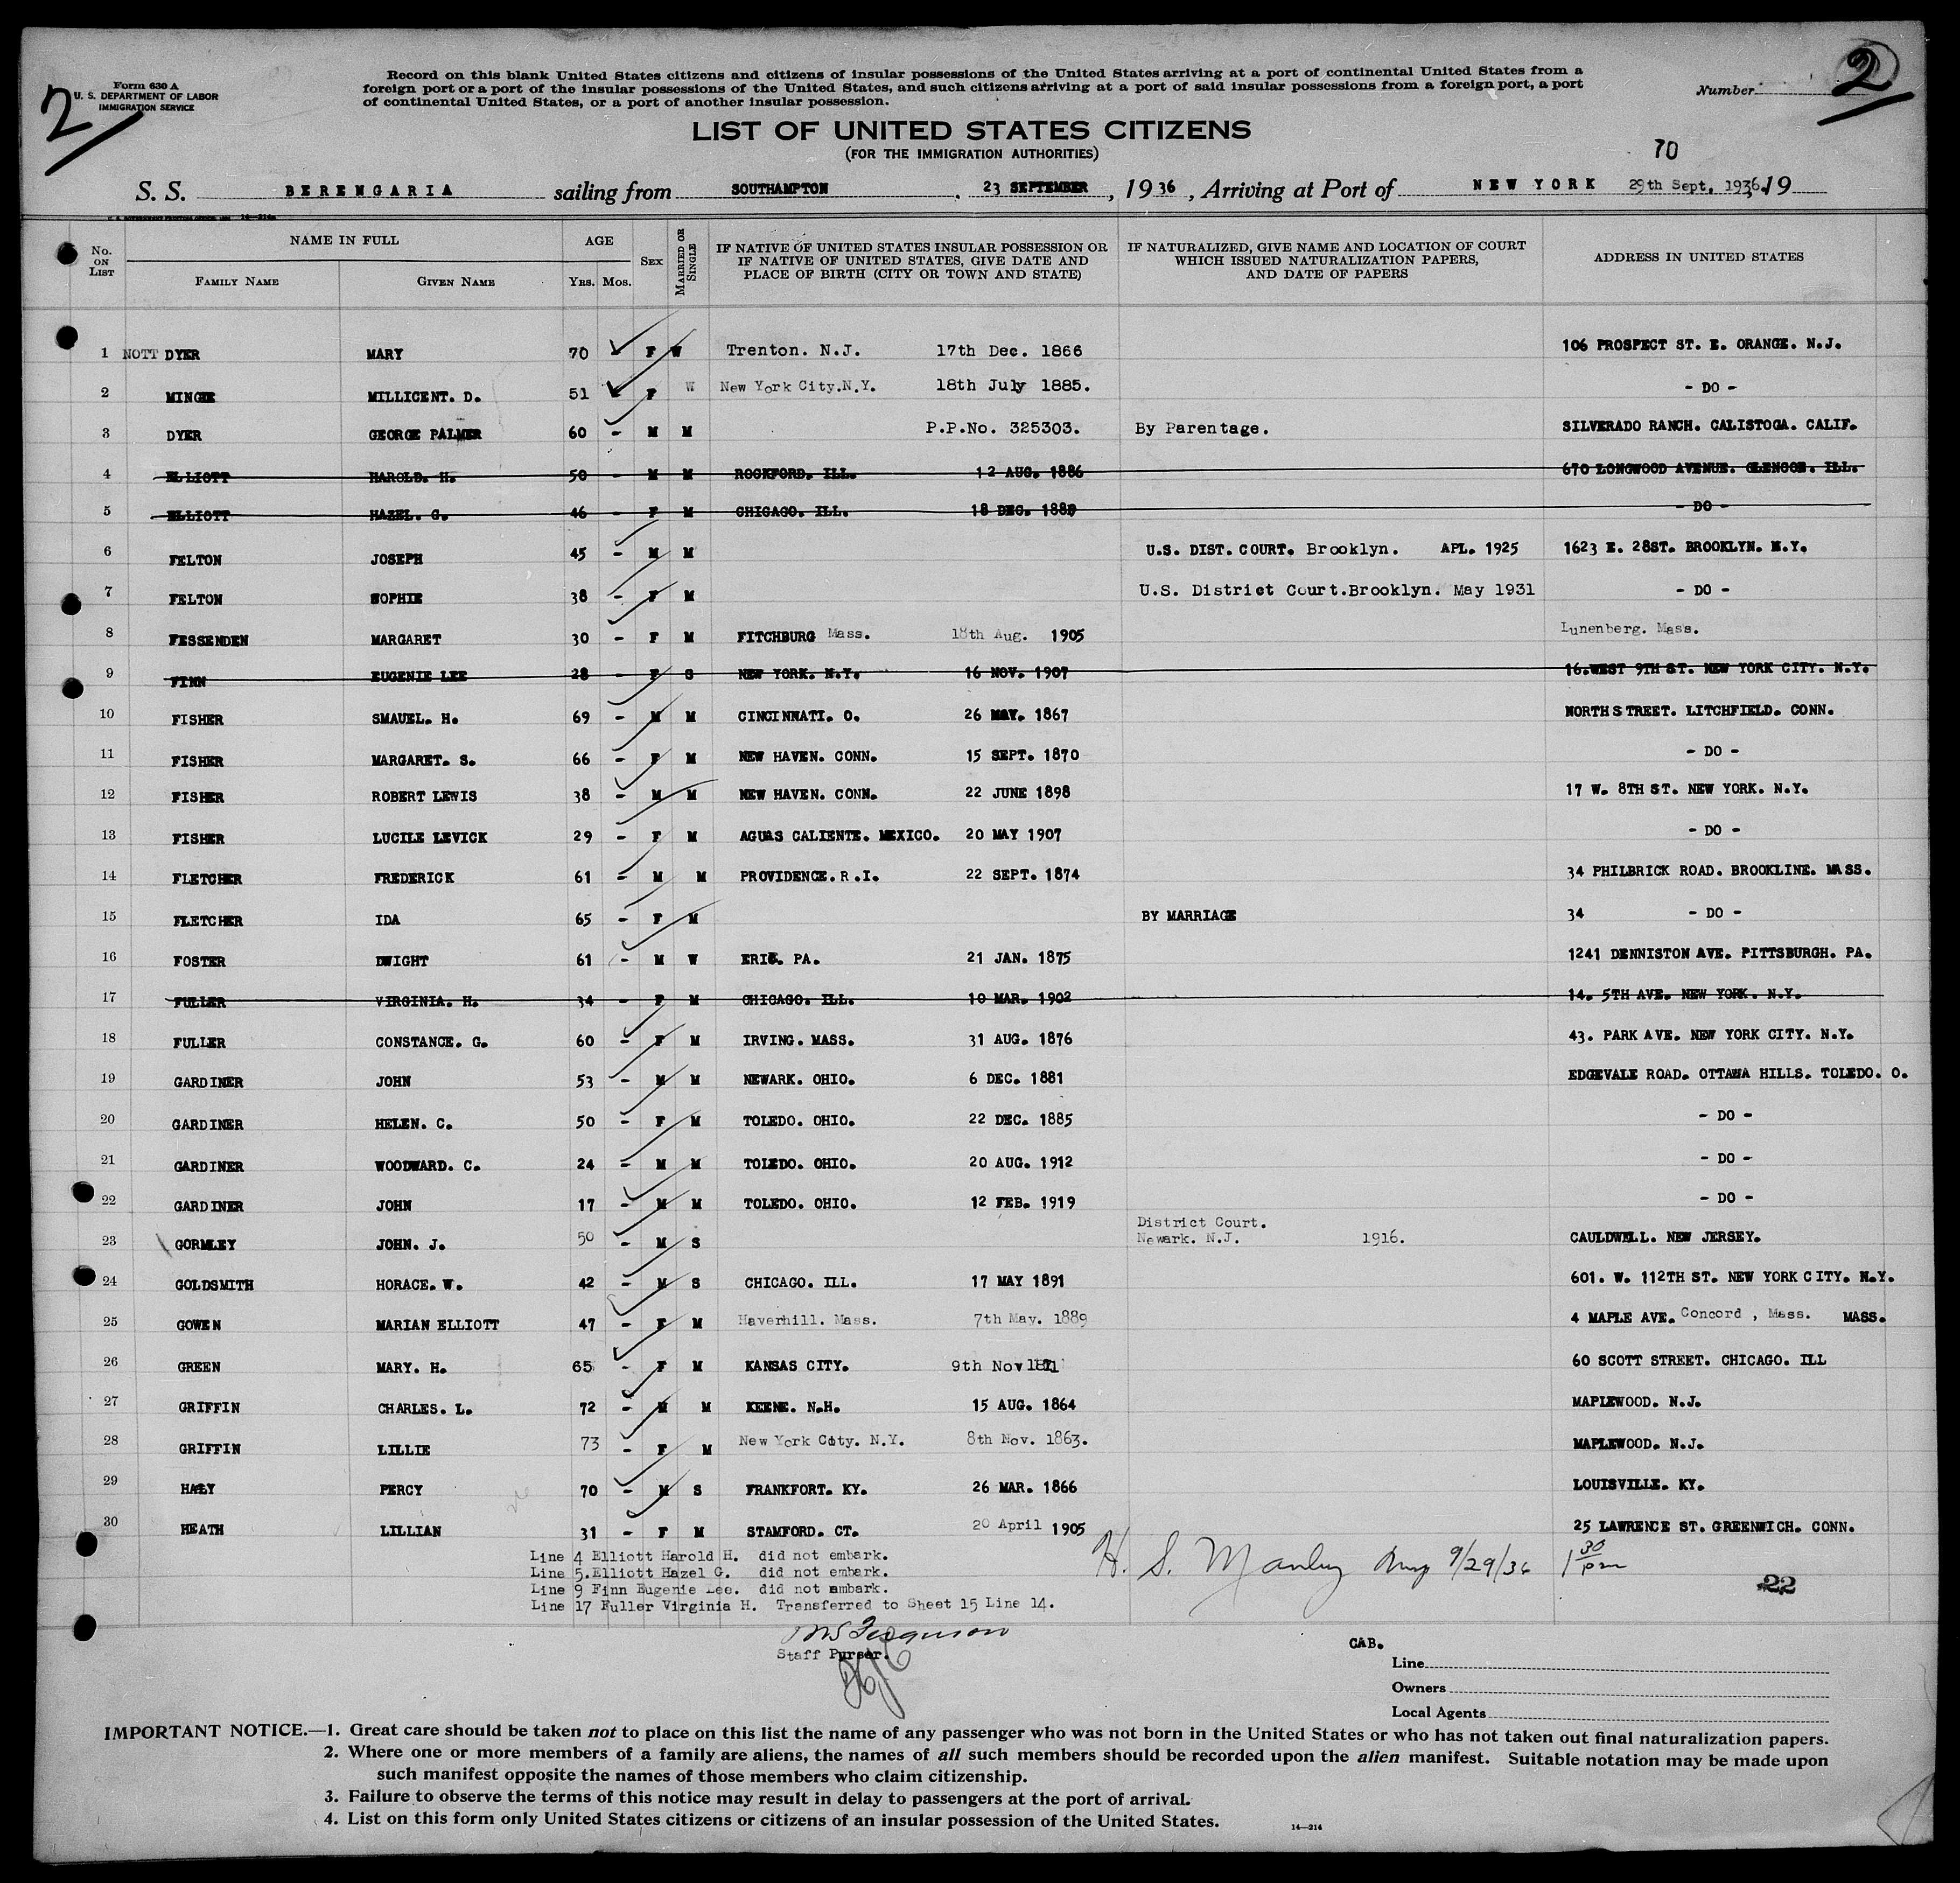 Form 630 A
U. S. DEPARTMENT OF LABOR
IMMIGRATION SERVICE
2
Record on this blank United States citizens and citizens of insular possessions of the United States arriving at a port of continental United States from a
foreign port or a port of the insular possessions of the United States, and such citizens arriving at a port of said insular possessions from a foreign port, a port
of continental United States, or a port of another insular possession.
Number 2
LIST OF UNITED STATES CITIZENS
(FOR THE IMMIGRATION AUTHORITIES)
70
S. S. BERENGARIA sailing from SOUTHAMPTON, 23 SEPTEMBER, 1936, Arriving at Port of NEW YORK 29th Sept. 1936. 19
No. ON LIST NAME IN FULL AGE SEX MARRIED OR SINGLE IF NATIVE OF UNITED STATES INSULAR POSSESSION OR IF NATIVE OF UNITED STATES, GIVE DATE AND PLACE OF BIRTH (CITY OR TOWN AND STATE) IF NATURALIZED, GIVE NAME AND LOCATION OF COURT WHICH ISSUED NATURALIZATION PAPERS, AND DATE OF PAPERS ADDRESS IN UNITED STATES
FAMILY NAME GIVEN NAME YRS. MOS.
1 NOTT DYER MARY 70 F W Trenton. N.J. 17th Dec. 1866 106 PROSPECT ST. E. ORANGE. N.J.
2 MINGE MILLICENT. D. 51 F W New York City.N.Y. 18th July 1885. - DO -
3 DYER GEORGE PALMER 60 - M M P.P.No. 325303. By Parentage. SILVERADO RANCH. CALISTOGA. CALIF.
4 ELLIOTT HAROLD. H. 50 - M M ROCKFORD. ILL. 12 AUG. 1886 670 LONGWOOD AVENUE. GLENCOE. ILL.
5 ELLIOTT HAZEL. G. 46 - F M CHICAGO. ILL. 18 DEC. 1889 - DO -
6 FELTON JOSEPH 45 - M M U.S. DIST. COURT. Brooklyn. APL. 1925 1623 E. 28ST. BROOKLYN. N.Y.
7 FELTON SOPHIE 38 - F M U.S. District Court.Brooklyn. May 1931 - DO -
8 FESSENDEN MARGARET 30 - F M FITCHBURG Mass. 18th Aug. 1905 Lunenberg. Mass.
9 FINN EUGENIE LEE 28 - F S NEW YORK. N.Y. 16 NOV. 1907 16.WEST 9TH ST. NEW YORK CITY. N.Y.
10 FISHER SMAUEL. H. 69 - M M CINCINNATI. O. 26 MAY. 1867 NORTH STREET. LITCHFIELD. CONN.
11 FISHER MARGARET. S. 66 - F M NEW HAVEN. CONN. 15 SEPT. 1870 - DO -
12 FISHER ROBERT LEWIS 38 - M M NEW HAVEN. CONN. 22 JUNE 1898 17 W. 8TH ST. NEW YORK. N.Y.
13 FISHER LUCILE LEVICK 29 - F M AGUAS CALIENTE. MEXICO. 20 MAY 1907 - DO -
14 FLETCHER FREDERICK 61 - M M PROVIDENCE.R.I. 22 SEPT. 1874 34 PHILBRICK ROAD. BROOKLINE. MASS.
15 FLETCHER IDA 65 - F M BY MARRIAGE 34 - DO -
16 FOSTER DWIGHT 61 - M W ERIE. PA. 21 JAN. 1875 1241 DENNISTON AVE. PITTSBURGH. PA.
17 FULLER VIRGINIA. H. 34 - F M CHICAGO. ILL. 10 MAR. 1902 14. 5TH AVE. NEW YORK. N.Y.
18 FULLER CONSTANCE. G. 60 - F M IRVING. MASS. 31 AUG. 1876 43. PARK AVE. NEW YORK CITY. N.Y.
19 GARDINER JOHN 53 - M M NEWARK. OHIO. 6 DEC. 1881 EDGEVALE ROAD. OTTAWA HILLS. TOLEDO. O.
20 GARDINER HELEN. C. 50 - F M TOLEDO. OHIO. 22 DEC. 1885 - DO -
21 GARDINER WOODWARD. C. 24 - M M TOLEDO. OHIO. 20 AUG. 1912 - DO -
22 GARDINER JOHN 17 - M M TOLEDO. OHIO. 12 FEB. 1919 - DO -
23 GORMLEY JOHN. J. 50 - M S District Court. Newark. N.J. 1916. CAULDWELL. NEW JERSEY.
24 GOLDSMITH HORACE. W. 42 - M S CHICAGO. ILL. 17 MAY 1891 601. W. 112TH ST. NEW YORK CITY. N.Y.
25 GOWEN MARIAN ELLIOTT 47 - F M Haverhill. Mass. 7th May. 1889 4 MAPLE AVE. Concord, Mass. MASS.
26 GREEN MARY. H. 65 - F M KANSAS CITY. 9th Nov 1871 60 SCOTT STREET. CHICAGO. ILL
27 GRIFFIN CHARLES. L. 72 - M M KEENE. N.H. 15 AUG. 1864 MAPLEWOOD. N.J.
28 GRIFFIN LILLIE 73 - F M New York City. N.Y. 8th Nov. 1863. MAPLEWOOD. N.J.
29 HALY PERCY 70 - M S FRANKFORT. KY. 26 MAR. 1866 LOUISVILLE. KY.
30 HEATH LILLIAN 31 - F M STAMFORD. CT. 20 April 1905 25 LAWRENCE ST. GREENWICH. CONN.
Line 4 Elliott Harold H. did not embark.
Line 5.Elliott Hazel G. did not embark.
Line 9 Finn Eugenie Lee. did not embark.
Line 17 Fuller Virginia H. Transferred to Sheet 15 Line 14.
H. S. Manley 9/29/36 1 30 pm
22
Ferguson
Staff Purser.
CAB.
Line
Owners
Local Agents
IMPORTANT NOTICE.—1. Great care should be taken not to place on this list the name of any passenger who was not born in the United States or who has not taken out final naturalization papers.
2. Where one or more members of a family are aliens, the names of all such members should be recorded upon the alien manifest. Suitable notation may be made upon
such manifest opposite the names of those members who claim citizenship.
3. Failure to observe the terms of this notice may result in delay to passengers at the port of arrival.
4. List on this form only United States citizens or citizens of an insular possession of the United States.
14—214